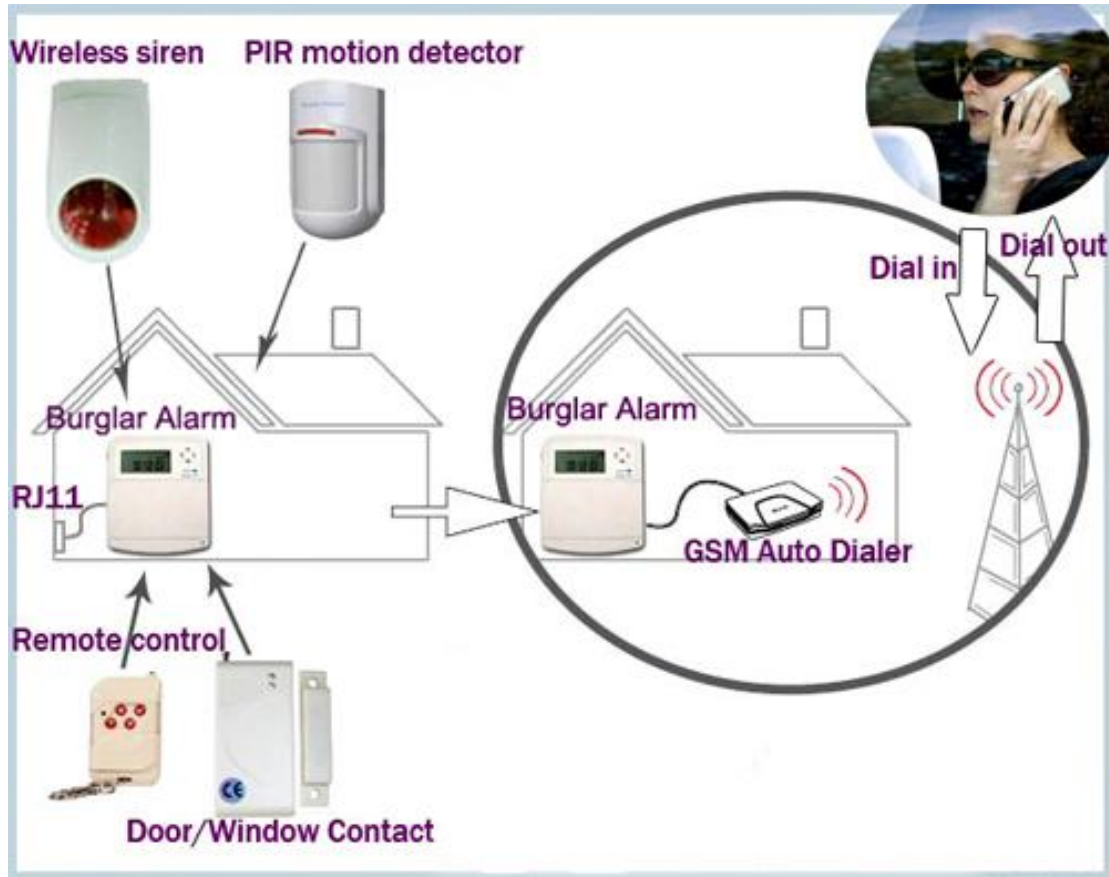 Wireless siren
PIR motion detector
Dial in
Dial out
Burglar Alarm
Burglar Alarm
RJ11
GSM Auto Dialer
Remote control
CE
Door/Window Contact